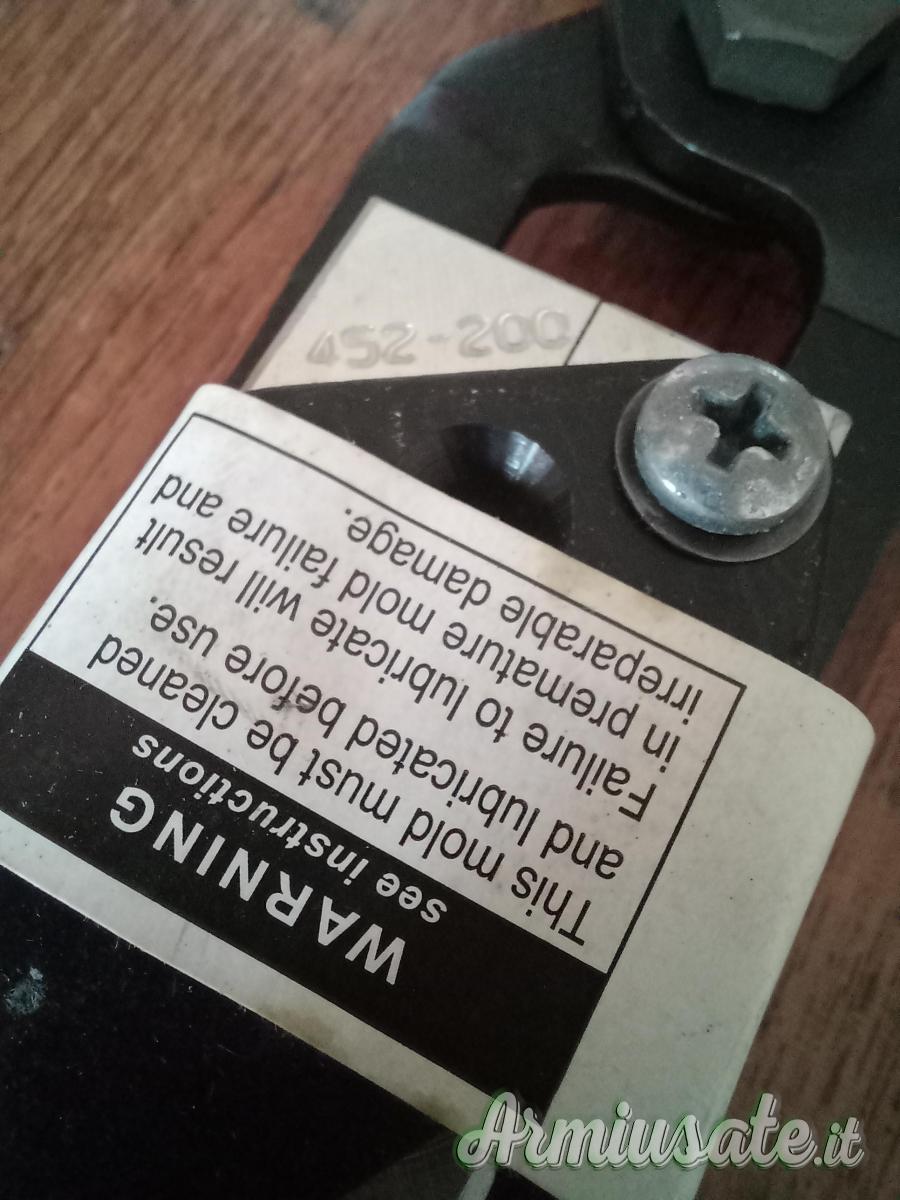 452-200
WARNING
see instructions
This mold must be cleaned
and lubricated before use.
Failure to lubricate will result
in premature mold failure and
irreparable damage.
Armiusate.it